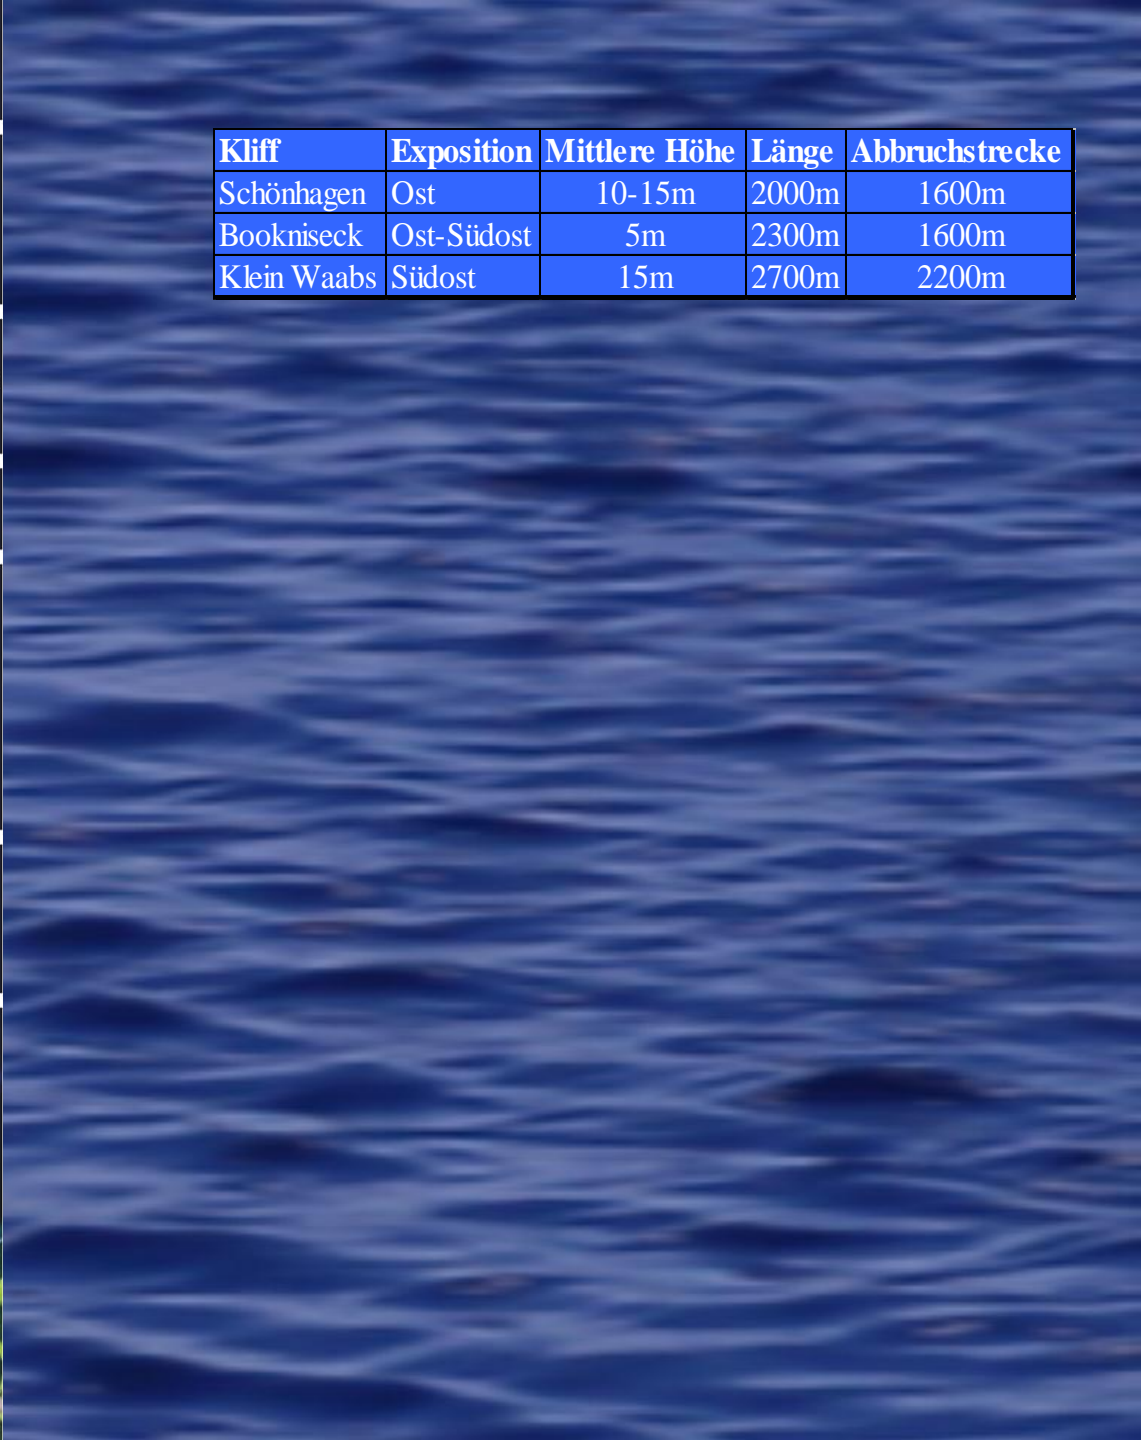 Kliff Exposition Mittlere Höhe Länge Abbruchstrecke
Schönhagen Ost 10-15m 2000m 1600m
Bookniseck Ost-Südost 5m 2300m 1600m
Klein Waabs Südost 15m 2700m 2200m